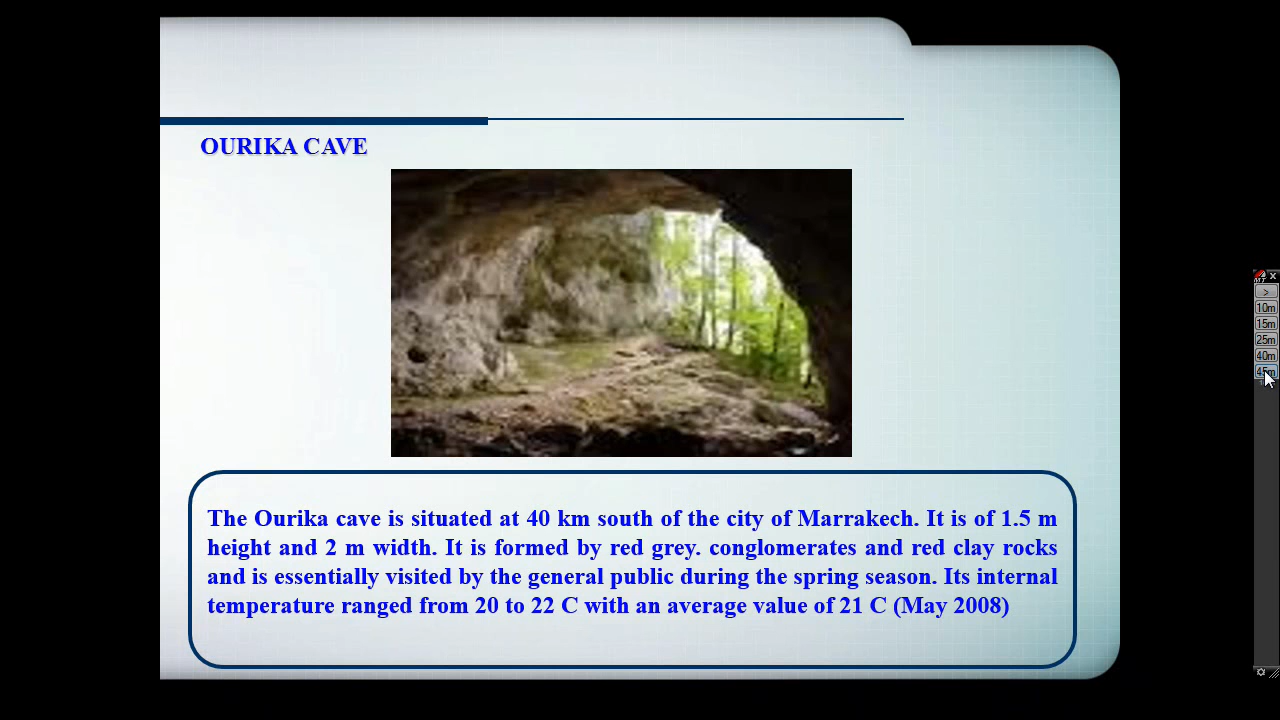 OURIKA CAVE
The Ourika cave is situated at 40 km south of the city of Marrakech. It is of 1.5 m
height and 2 m width. It is formed by red grey. conglomerates and red clay rocks
and is essentially visited by the general public during the spring season. Its internal
temperature ranged from 20 to 22 C with an average value of 21 C (May 2008)
X
>
10m
15m
25m
40m
45m